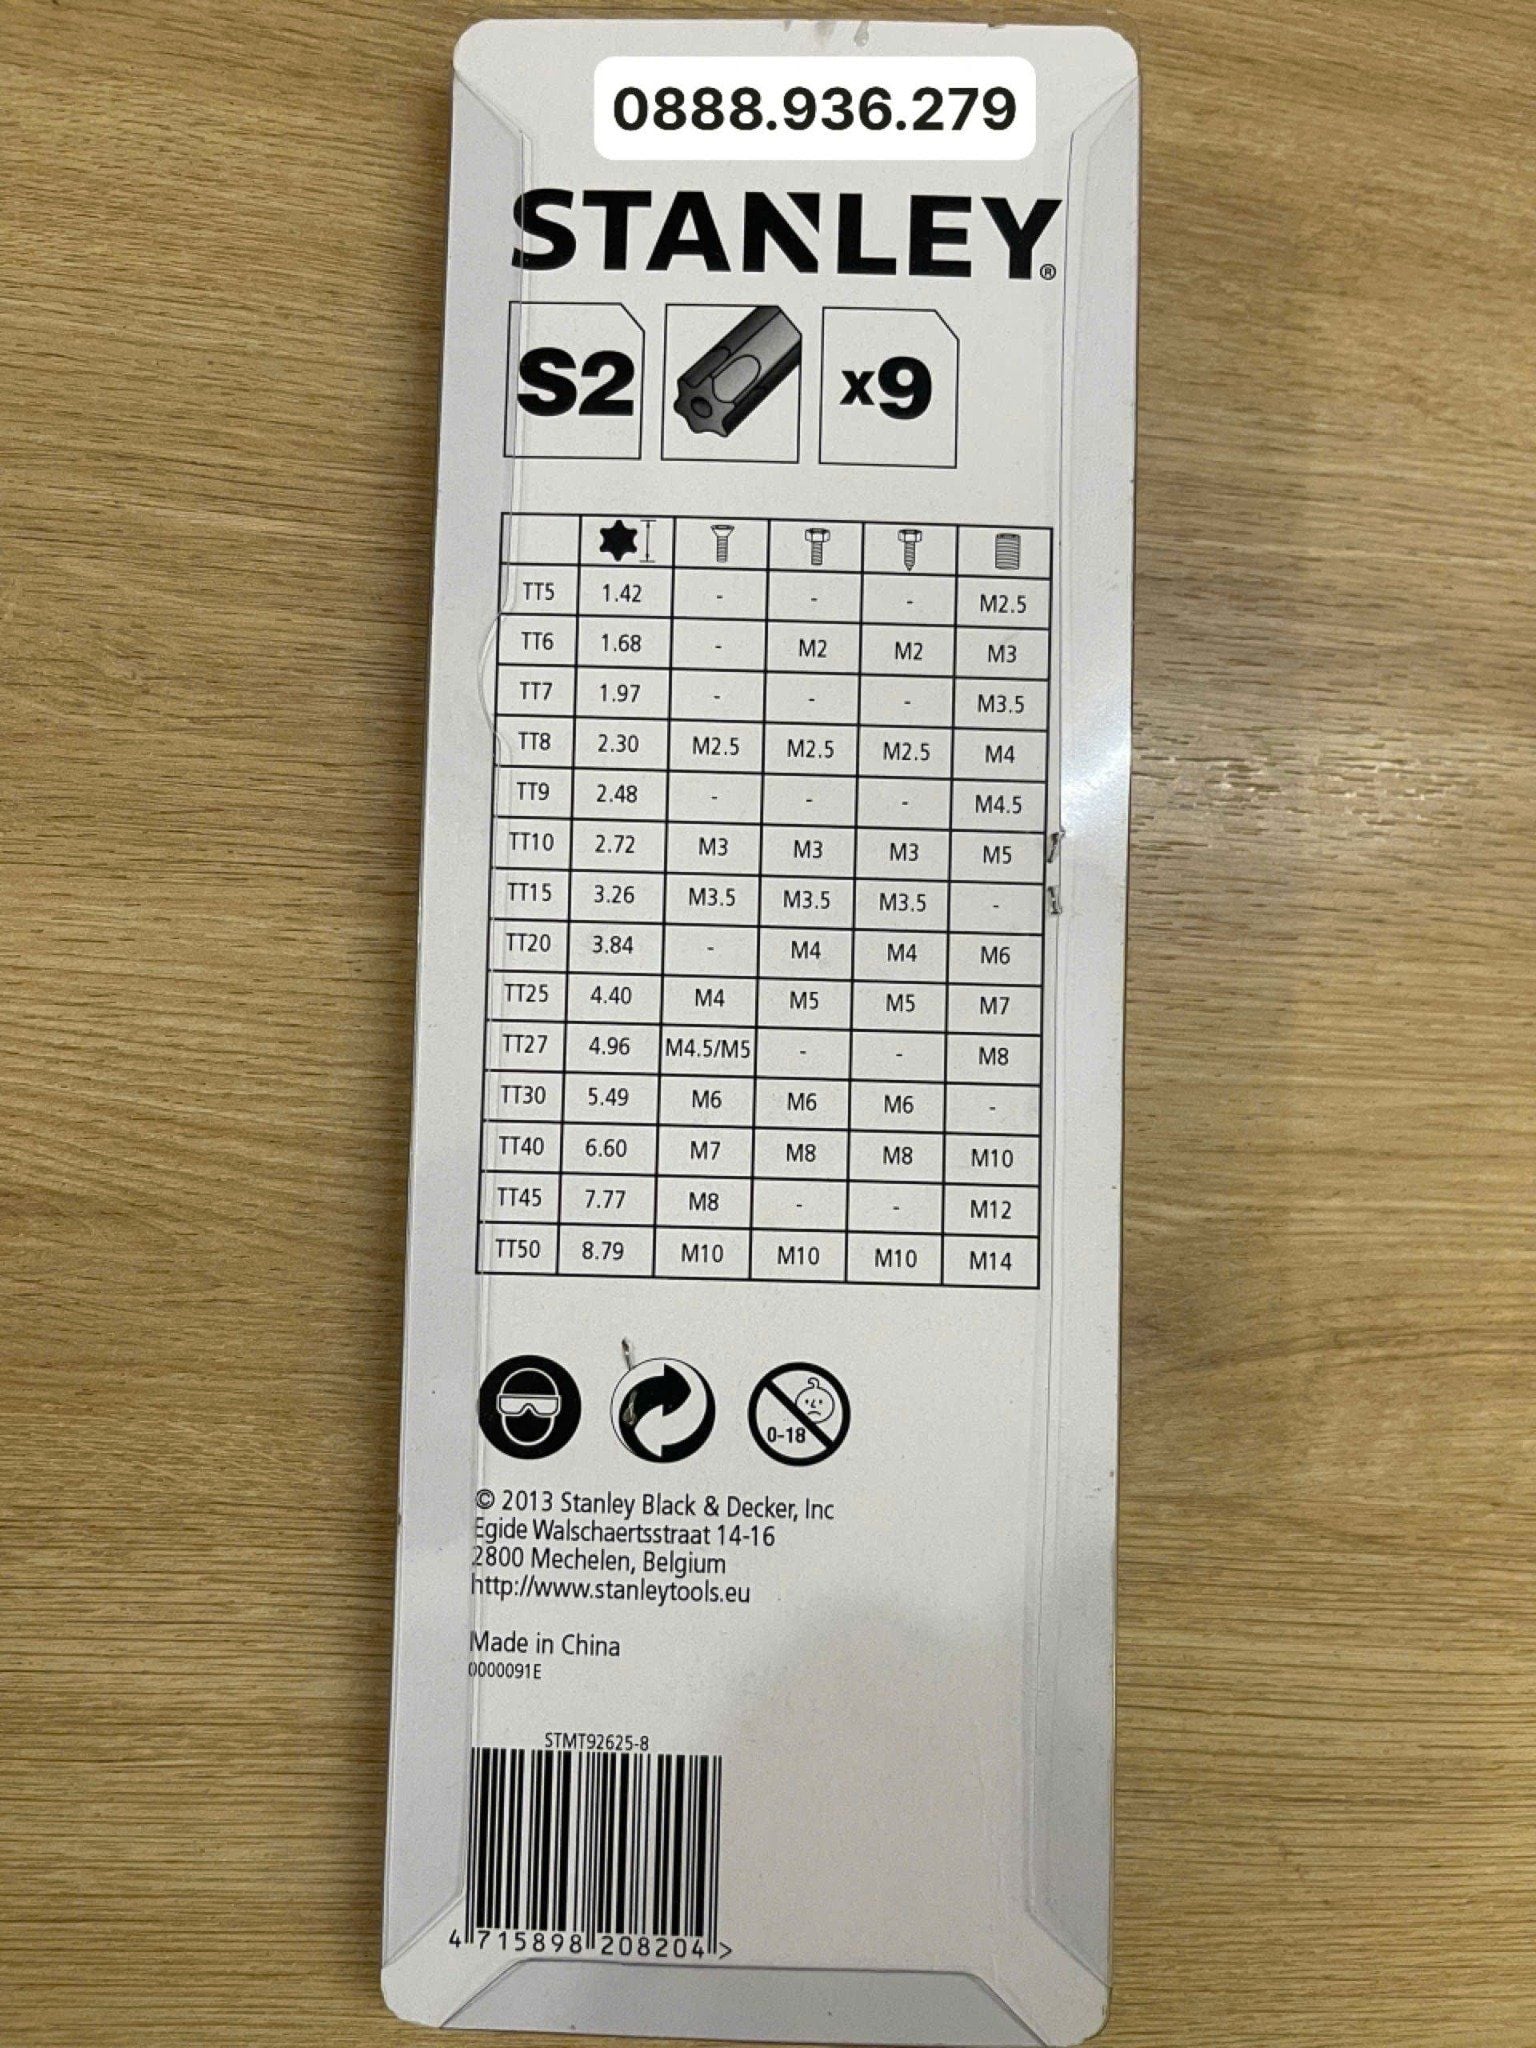 0888.936.279
STANLEY®
S2 x9
TT5 1.42 - - - M2.5
TT6 1.68 - M2 M2 M3
TT7 1.97 - - - M3.5
TT8 2.30 M2.5 M2.5 M2.5 M4
TT9 2.48 - - - M4.5
TT10 2.72 M3 M3 M3 M5
TT15 3.26 M3.5 M3.5 M3.5 -
TT20 3.84 - M4 M4 M6
TT25 4.40 M4 M5 M5 M7
TT27 4.96 M4.5/M5 - - M8
TT30 5.49 M6 M6 M6 -
TT40 6.60 M7 M8 M8 M10
TT45 7.77 M8 - - M12
TT50 8.79 M10 M10 M10 M14
0-18
© 2013 Stanley Black & Decker, Inc
Egide Walschaertsstraat 14-16
2800 Mechelen, Belgium
http://www.stanleytools.eu
Made in China
0000091E
STMT92625-8
4 715898 208204 >